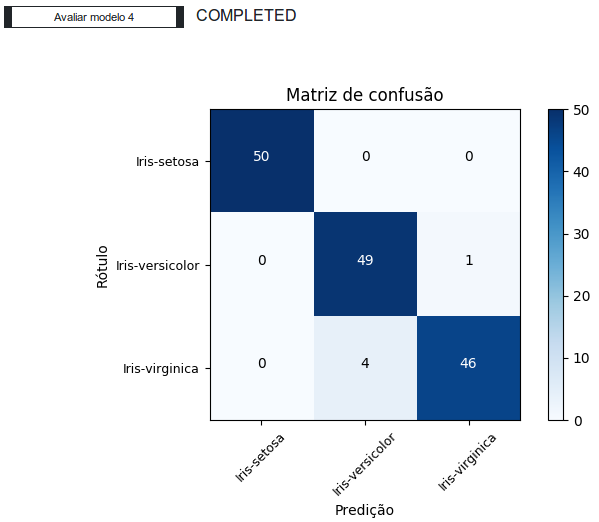 Avaliar modelo 4
COMPLETED
Matriz de confusão
Rótulo
Iris-setosa
50 0 0
Iris-versicolor
0 49 1
Iris-virginica
0 4 46
Iris-setosa
Iris-versicolor
Iris-virginica
Predição
50
40
30
20
10
0